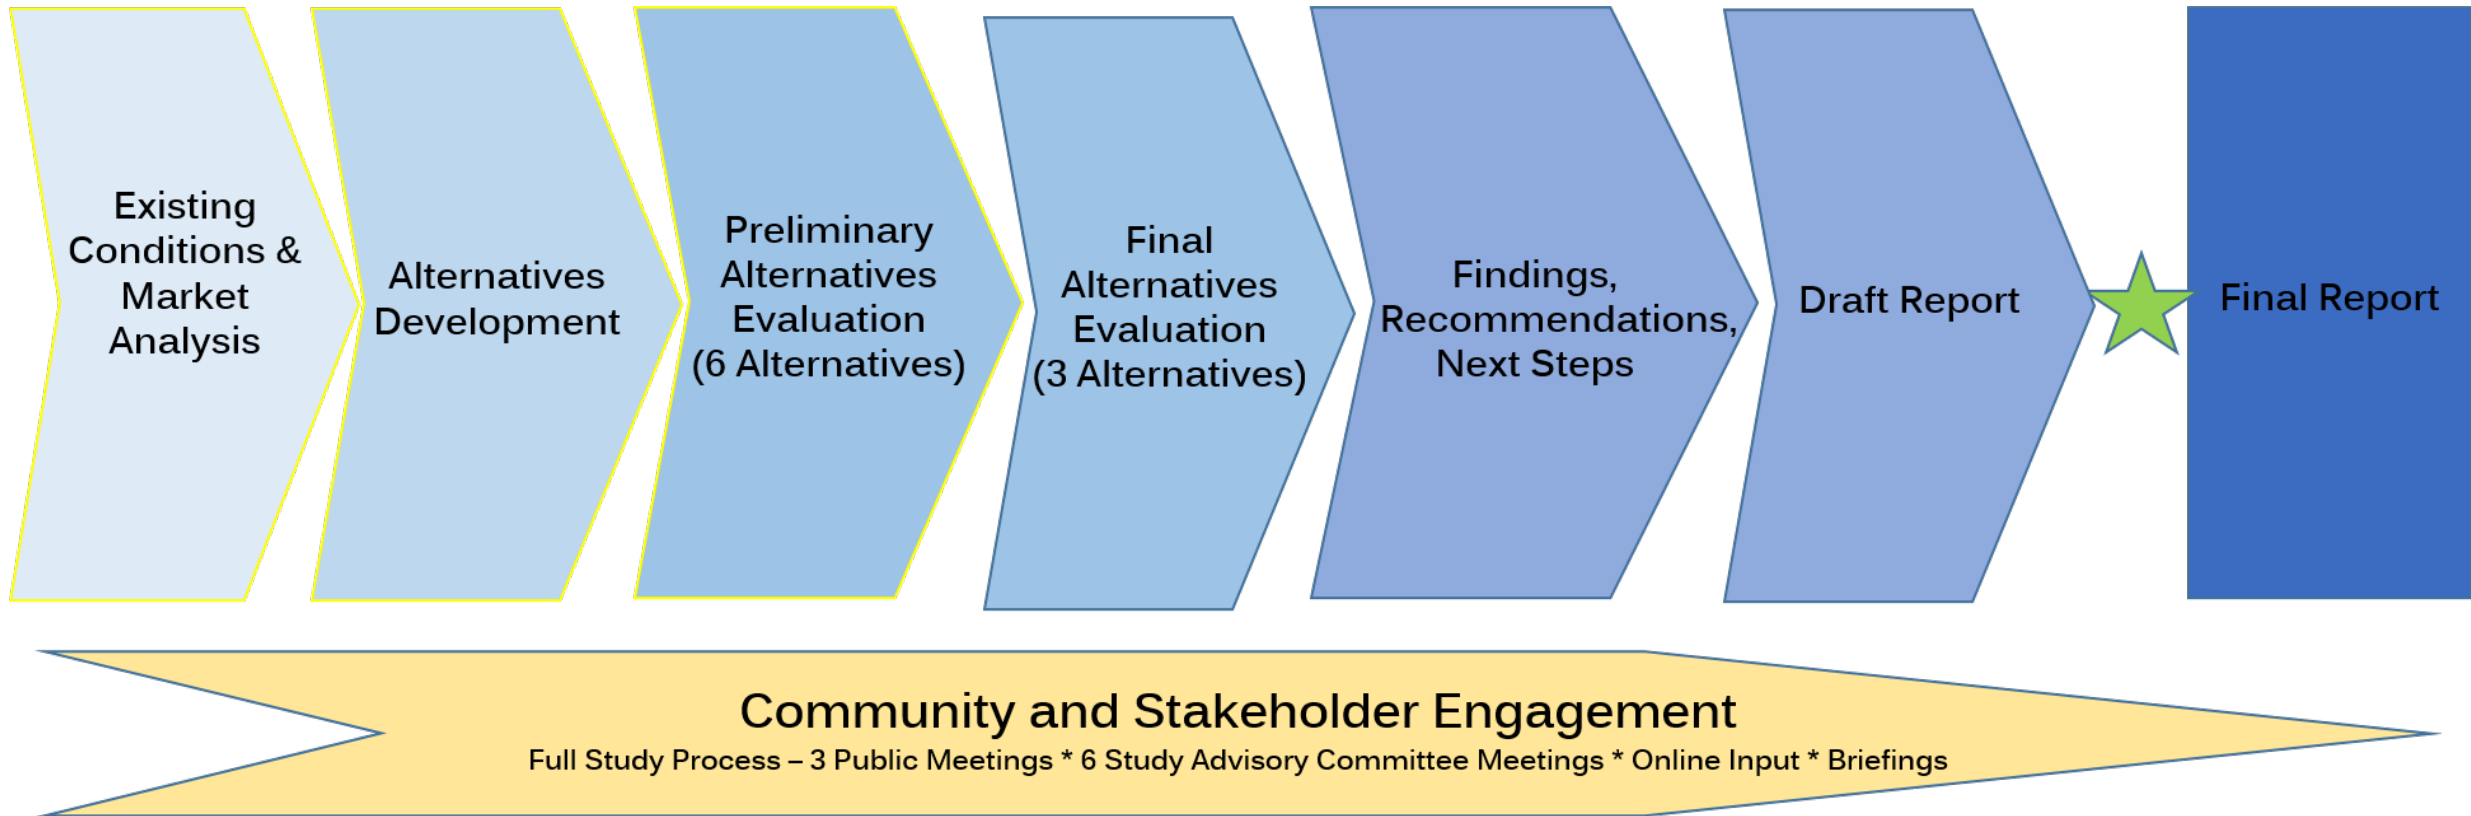 Existing
Conditions &
Market
Analysis
Alternatives
Development
Preliminary
Alternatives
Evaluation
(6 Alternatives)
Final
Alternatives
Evaluation
(3 Alternatives)
Findings,
Recommendations,
Next Steps
Draft Report
Final Report
Community and Stakeholder Engagement
Full Study Process – 3 Public Meetings * 6 Study Advisory Committee Meetings * Online Input * Briefings